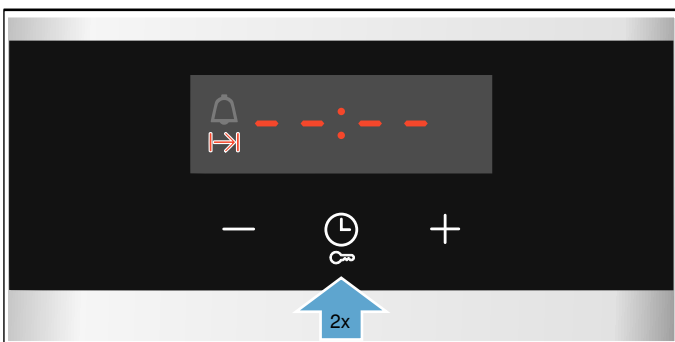 – –:– –
2x